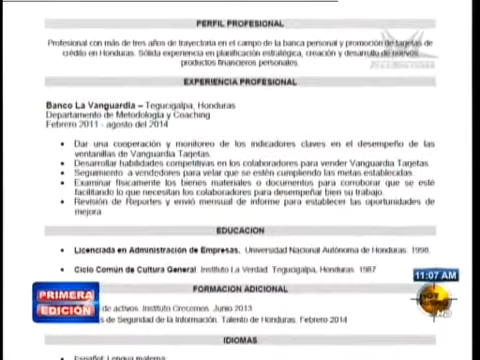 PERFIL PROFESIONAL
Profesional con más de tres años de trayectoria en el campo de la banca personal y promoción de tarjetas de
crédito en Honduras. Sólida experiencia en planificación estratégica, creación y desarrollo de nuevos
productos financieros personales.
EXPERIENCIA PROFESIONAL
Banco La Vanguardia – Tegucigalpa, Honduras
Departamento de Metodología y Coaching
Febrero 2011 - agosto del 2014
• Dar una cooperación y monitoreo de los indicadores claves en el desempeño de las
ventanillas de Vanguardia Tarjetas.
• Desarrollar habilidades competitivas en los colaboradores para vender Vanguardia Tarjetas.
• Seguimiento a vendedores para velar que se estén cumpliendo las metas establecidas.
• Examinar físicamente los bienes materiales o documentos para corroborar que se esté
facilitando lo que necesitan los colaboradores para desempeñar bien su trabajo.
• Revisión de Reportes y envió mensual de informe para establecer las oportunidades de
mejora
EDUCACION
• Licenciada en Administración de Empresas. Universidad Nacional Autónoma de Honduras. 1998.
• Ciclo Común de Cultura General. Instituto La Verdad. Tegucigalpa, Honduras. 1987
11:07 AM
FORMACION ADICIONAL
PRIMERA
EDICIÓN
de activos. Instituto Crecemos. Junio 2013
as de Seguridad de la Información. Talento de Honduras. Febrero 2014
IDIOMAS
• Español: Lengua materna